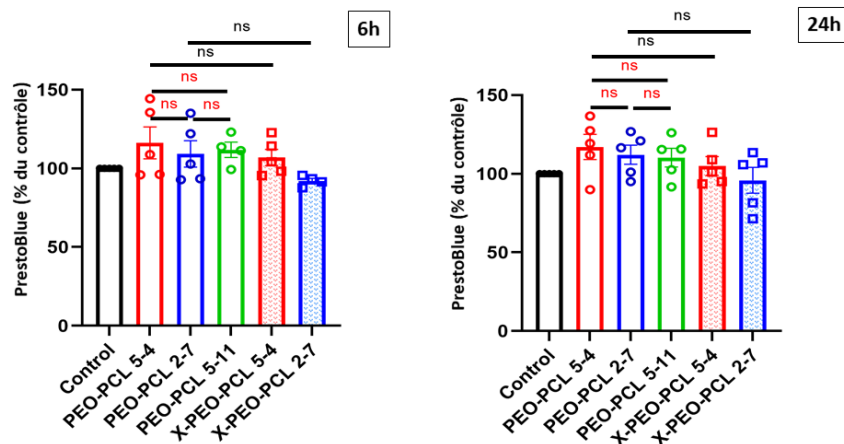 6h
ns
ns
ns
ns
ns
PrestoBlue (% du contrôle)
150
100
50
0
Control
PEO-PCL 5-4
PEO-PCL 2-7
PEO-PCL 5-11
X-PEO-PCL 5-4
X-PEO-PCL 2-7
24h
ns
ns
ns
ns
ns
PrestoBlue (% du contrôle)
150
100
50
0
Control
PEO-PCL 5-4
PEO-PCL 2-7
PEO-PCL 5-11
X-PEO-PCL 5-4
X-PEO-PCL 2-7